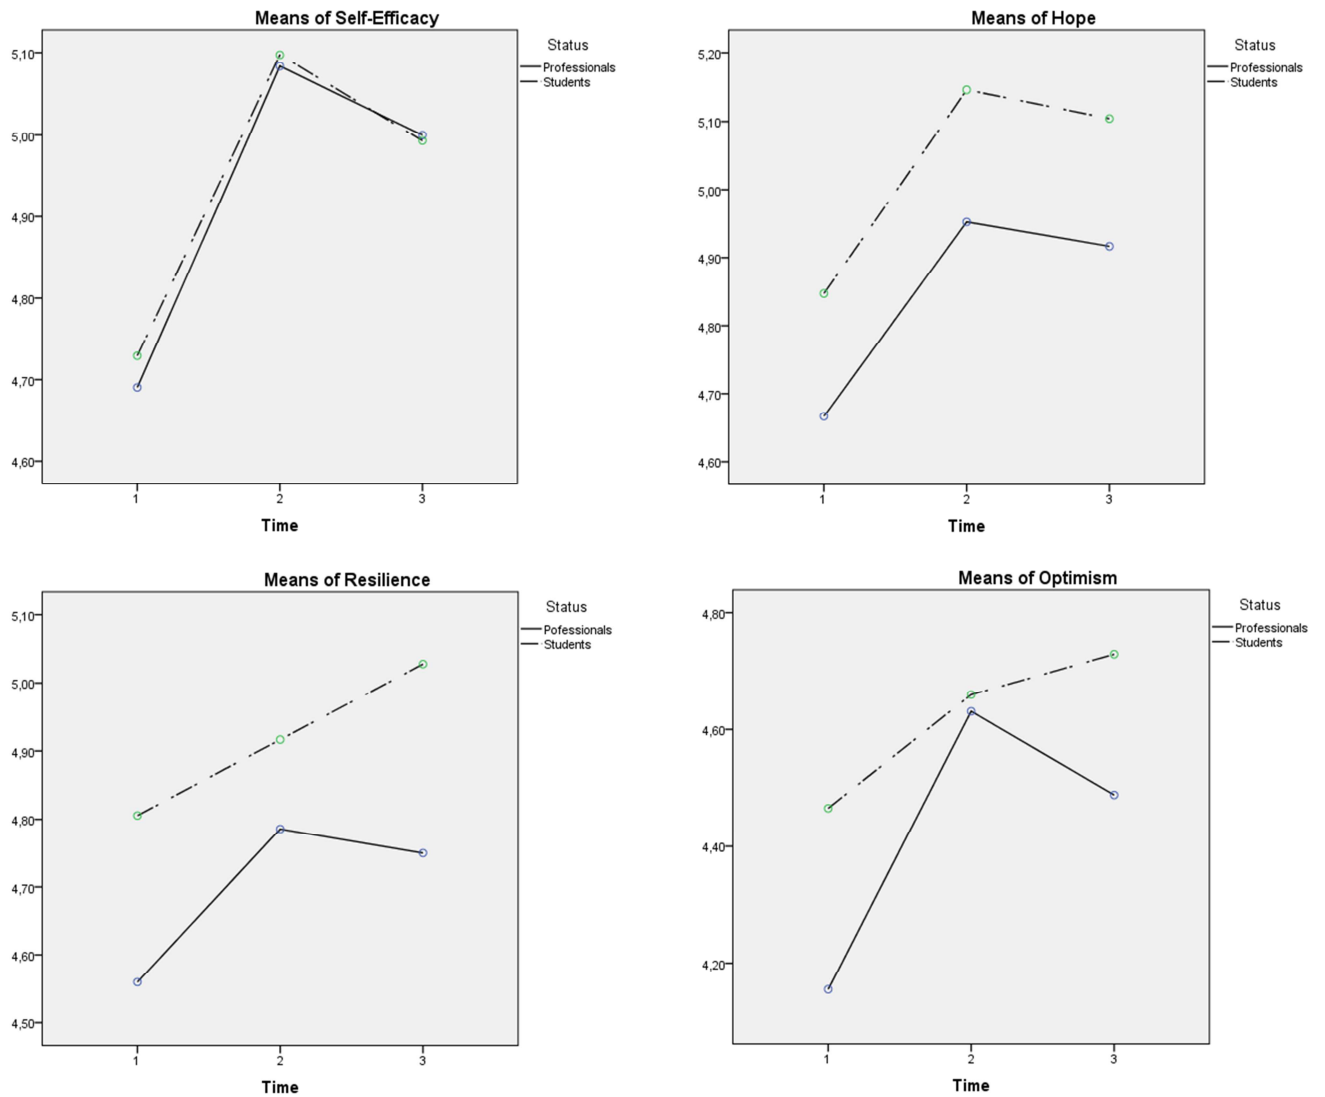 Means of Self-Efficacy
Status
Professionals
Students
5,10
5,00
4,90
4,80
4,70
4,60
1 2 3
Time
Means of Hope
Status
Professionals
Students
5,20
5,10
5,00
4,90
4,80
4,70
4,60
1 2 3
Time
Means of Resilience
Status
Pofessionals
Students
5,10
5,00
4,90
4,80
4,70
4,60
4,50
1 2 3
Time
Means of Optimism
Status
Professionals
Students
4,80
4,60
4,40
4,20
1 2 3
Time